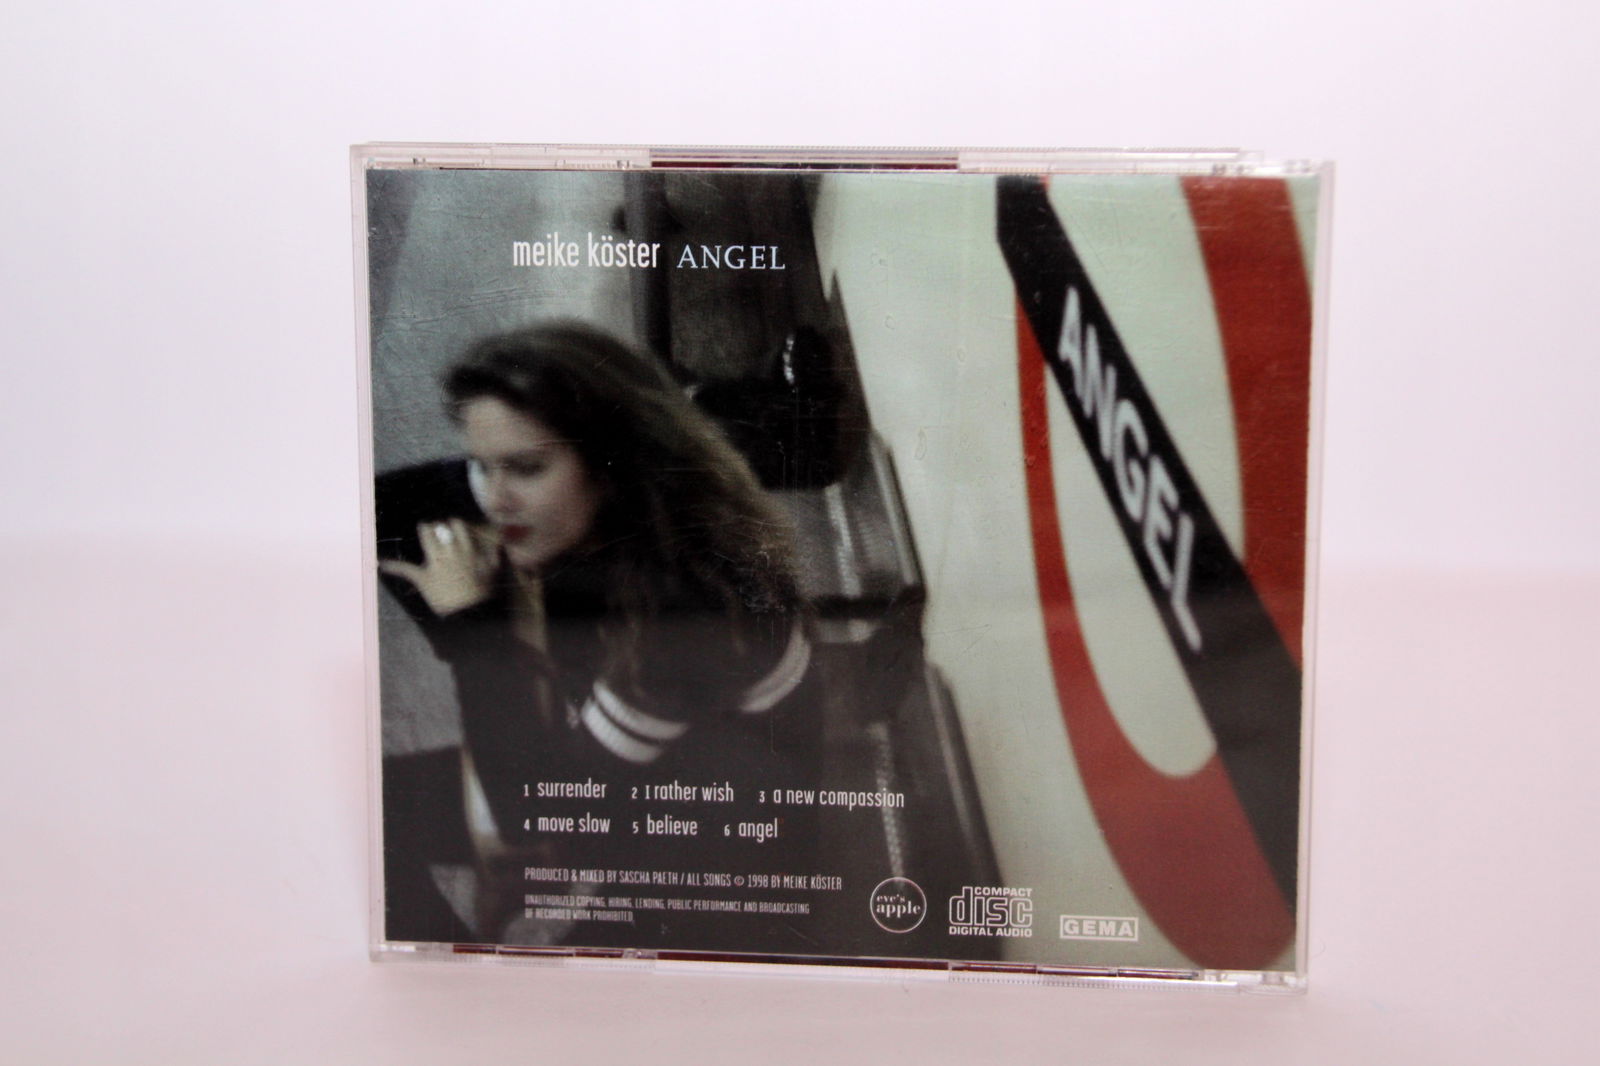 meike köster ANGEL
ANGEL
1 surrender 2 I rather wish 3 a new compassion
4 move slow 5 believe 6 angel
PRODUCED & MIXED BY SASCHA PAETH / ALL SONGS © 1998 BY MEIKE KÖSTER
UNAUTHORIZED COPYING, HIRING, LENDING, PUBLIC PERFORMANCE AND BROADCASTING
OF RECORDED WORK PROHIBITED.
eve's
apple
COMPACT
disc
DIGITAL AUDIO
GEMA